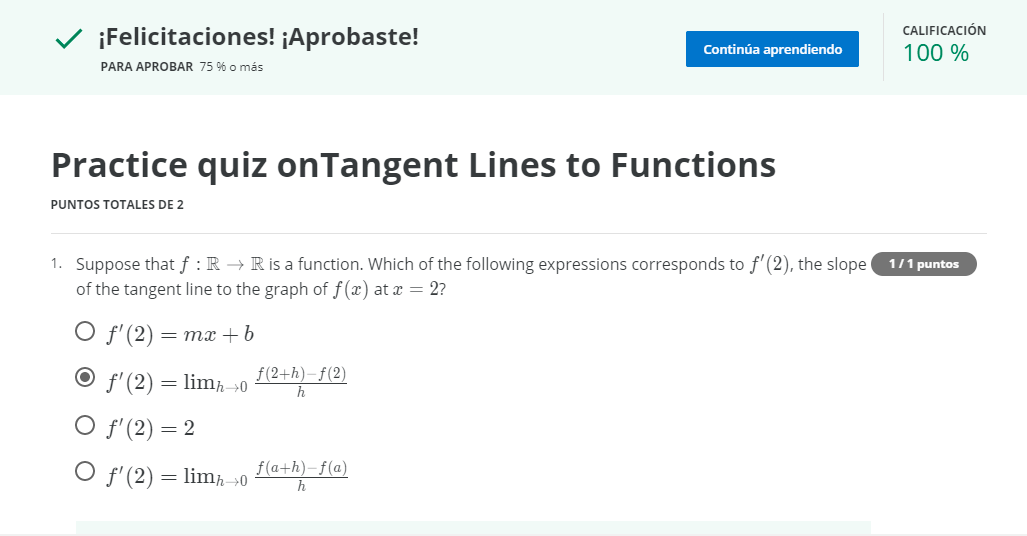 ¡Felicitaciones! ¡Aprobaste!
PARA APROBAR 75 % o más
Continúa aprendiendo
CALIFICACIÓN
100 %
Practice quiz onTangent Lines to Functions
PUNTOS TOTALES DE 2
1. Suppose that f : ℝ → ℝ is a function. Which of the following expressions corresponds to f′(2), the slope
of the tangent line to the graph of f(x) at x = 2?
1 / 1 puntos
f′(2) = mx + b
f′(2) = lim_{h→0} \frac{f(2+h)−f(2)}{h}
f′(2) = 2
f′(2) = lim_{h→0} \frac{f(a+h)−f(a)}{h}